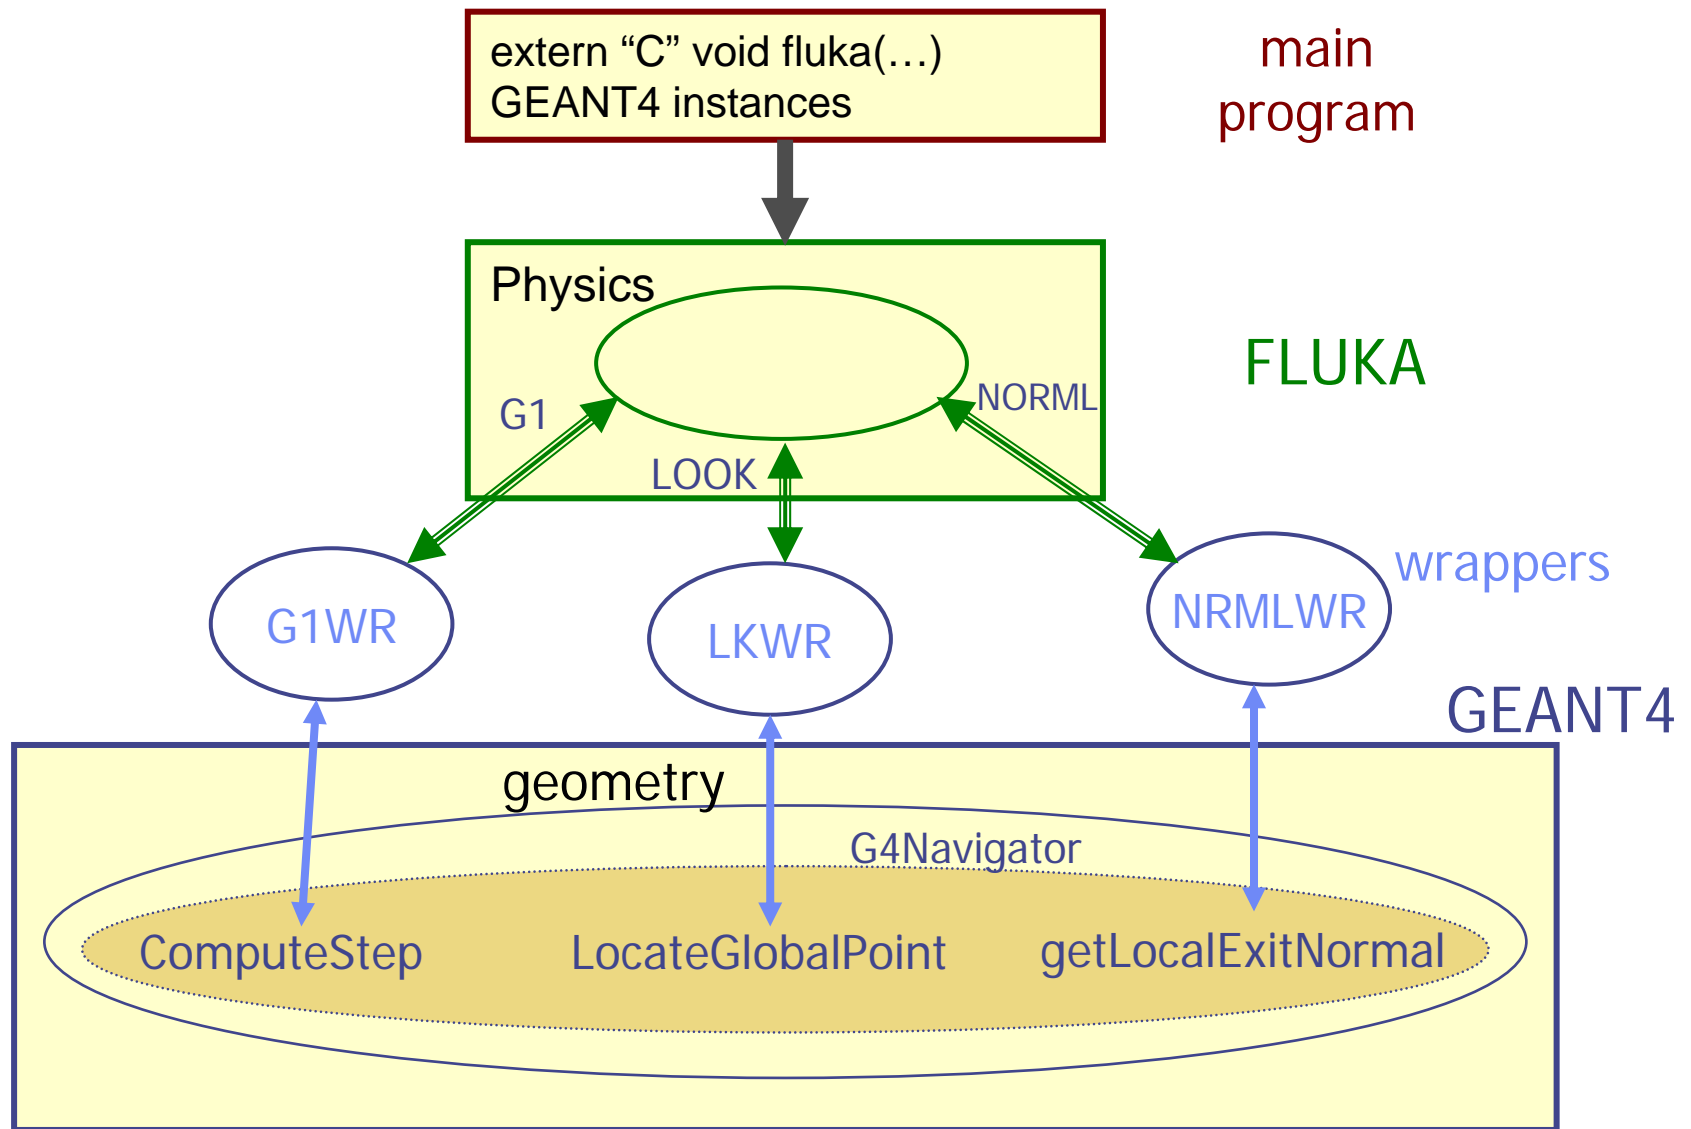 extern “C” void fluka(…)
GEANT4 instances
main
program
Physics
FLUKA
G1
NORML
LOOK
wrappers
G1WR
LKWR
NRMLWR
GEANT4
geometry
G4Navigator
ComputeStep
LocateGlobalPoint
getLocalExitNormal